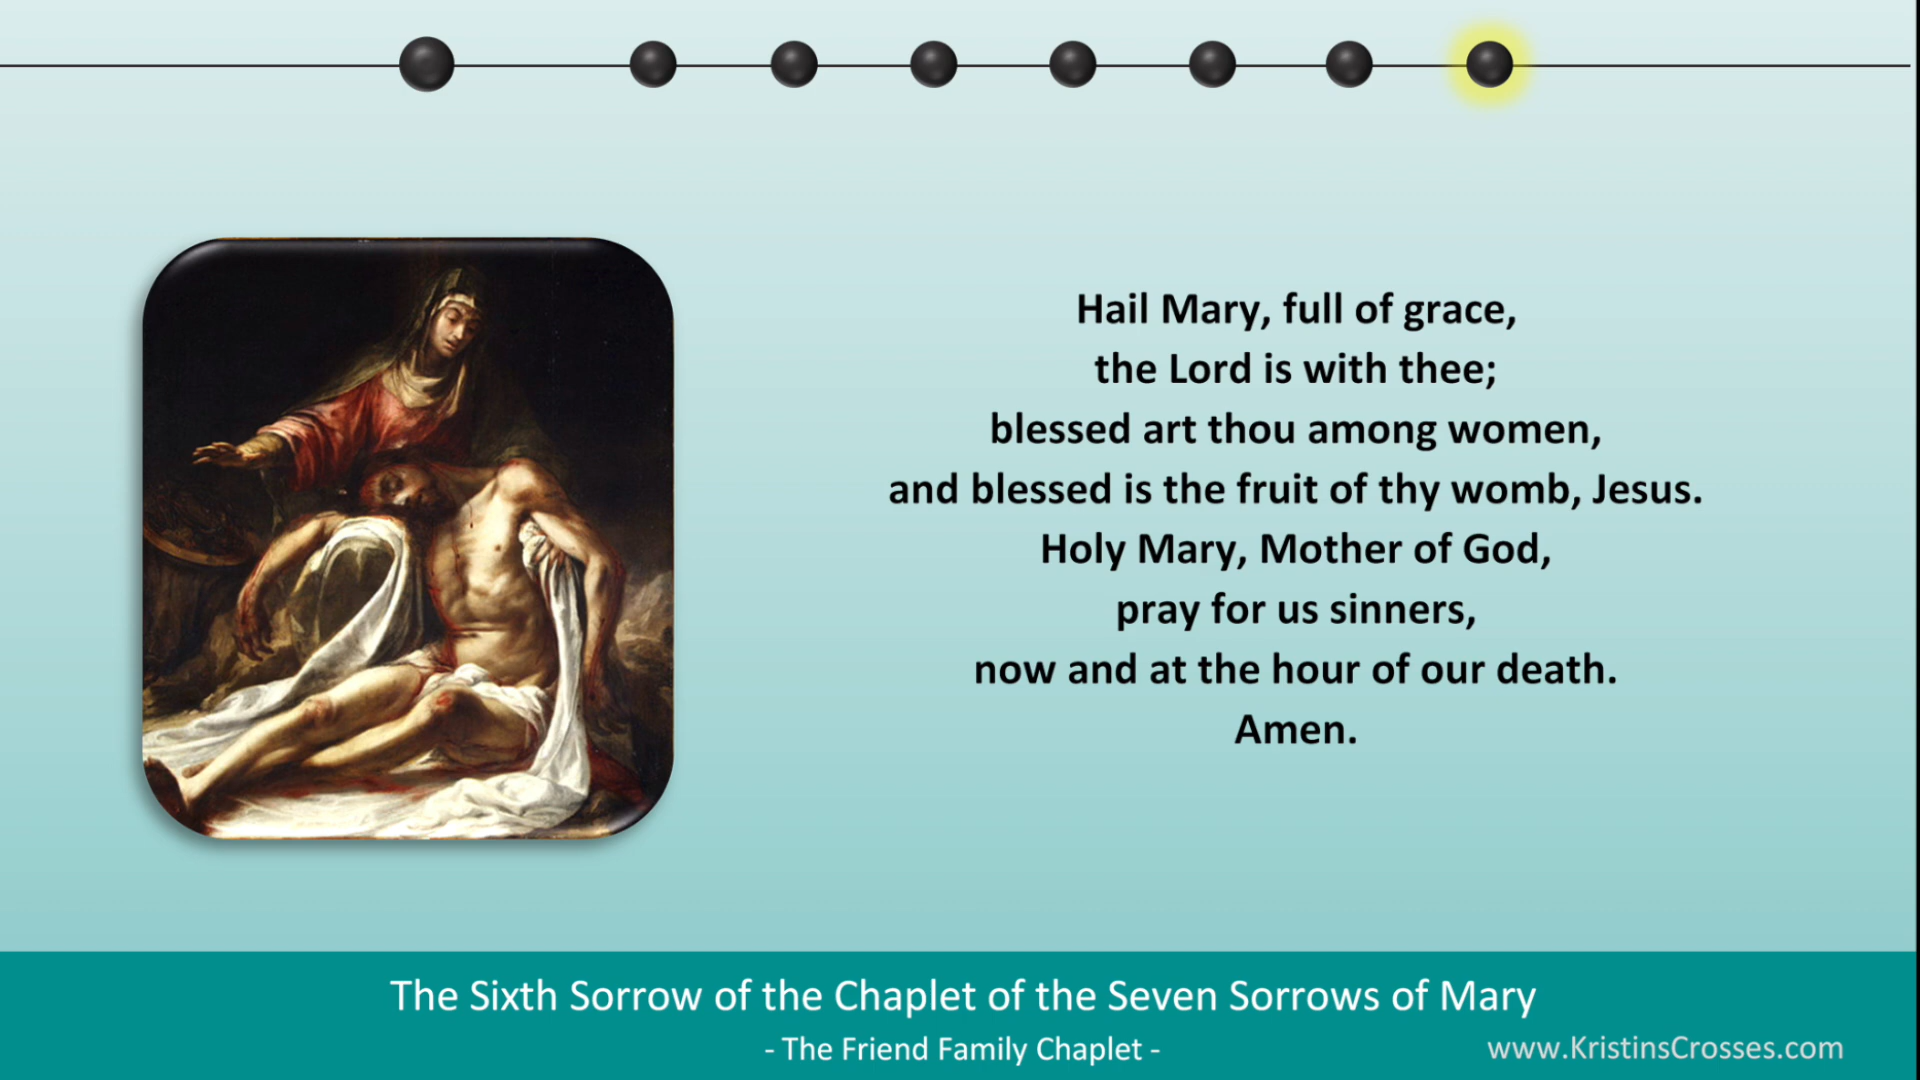 Hail Mary, full of grace,
the Lord is with thee;
blessed art thou among women,
and blessed is the fruit of thy womb, Jesus.
Holy Mary, Mother of God,
pray for us sinners,
now and at the hour of our death.
Amen.
The Sixth Sorrow of the Chaplet of the Seven Sorrows of Mary
- The Friend Family Chaplet -
www.KristinsCrosses.com